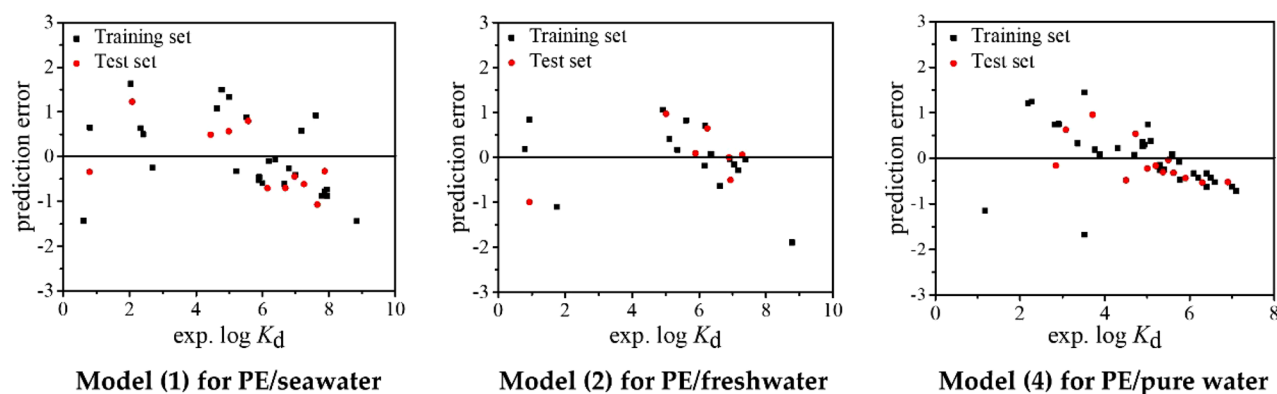 3
2
1
0
-1
-2
-3
prediction error
Training set
Test set
0 2 4 6 8 10
exp. log Kd
Model (1) for PE/seawater
3
2
1
0
-1
-2
-3
prediction error
Training set
Test set
0 2 4 6 8 10
exp. log Kd
Model (2) for PE/freshwater
3
2
1
0
-1
-2
-3
prediction error
Training set
Test set
0 2 4 6 8
exp. log Kd
Model (4) for PE/pure water